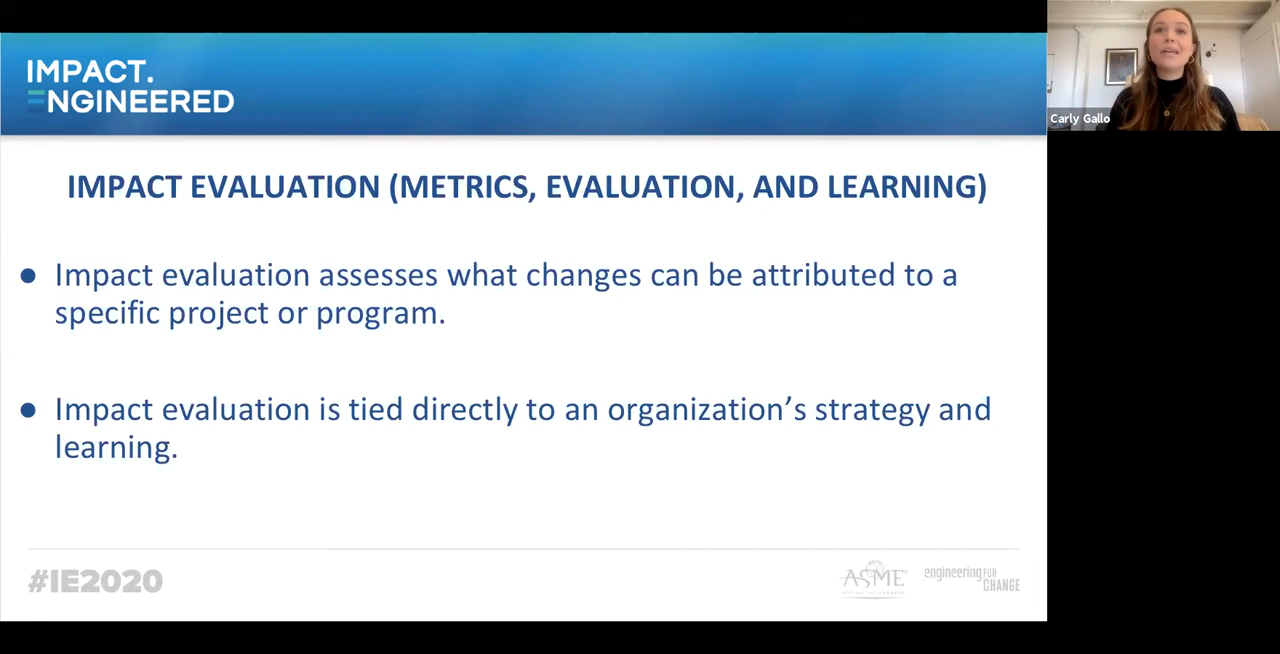 IMPACT.
ENGINEERED
Carly Gallo
IMPACT EVALUATION (METRICS, EVALUATION, AND LEARNING)
● Impact evaluation assesses what changes can be attributed to a
specific project or program.
● Impact evaluation is tied directly to an organization’s strategy and
learning.
#IE2020
ASME
engineering FOR
CHANGE